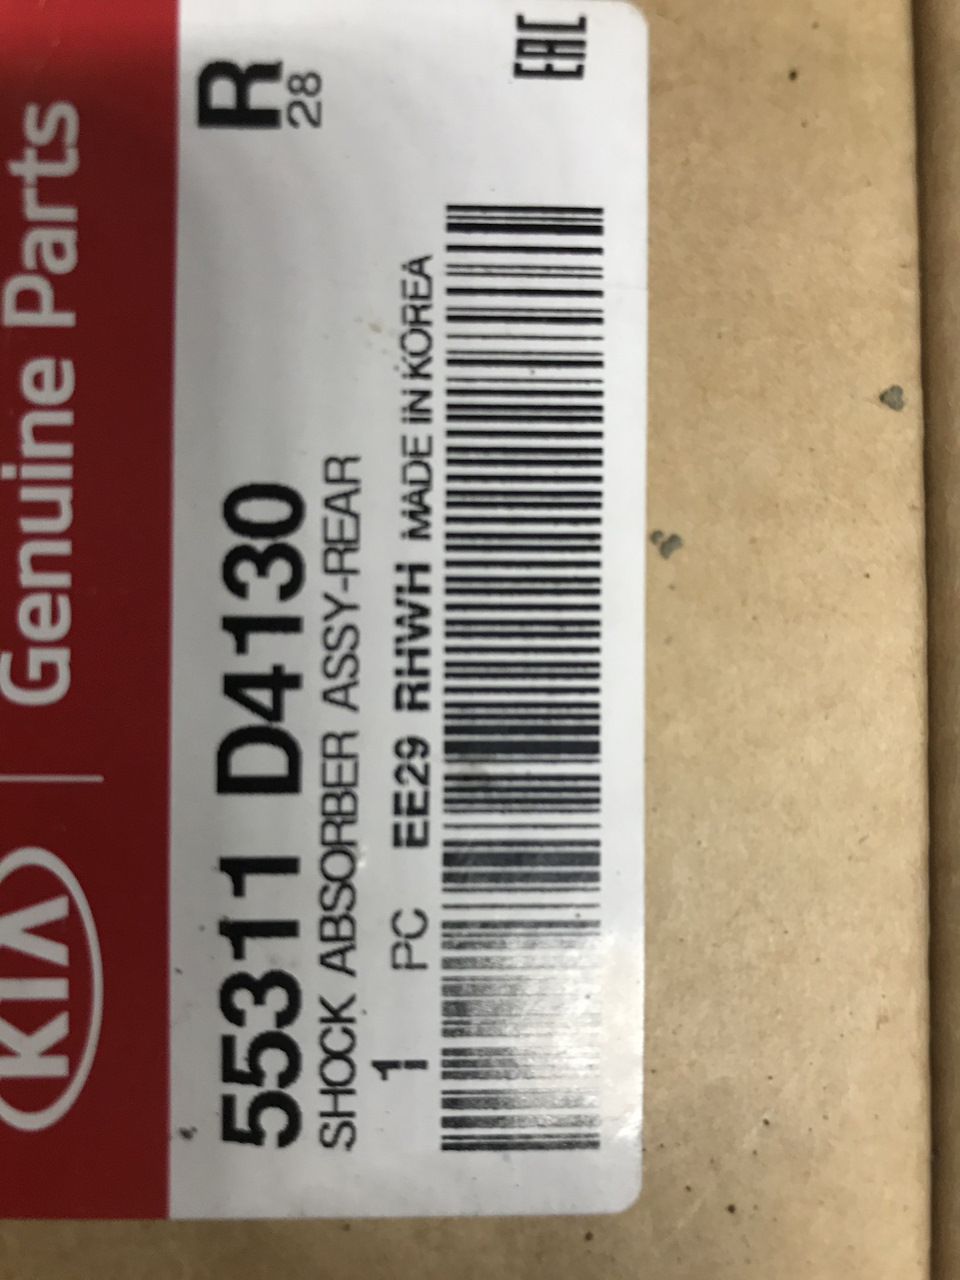 KIA | Genuine Parts
55311 D4130
R
28
SHOCK ABSORBER ASSY-REAR
1 PC EE29 RHWH MADE IN KOREA
EAC